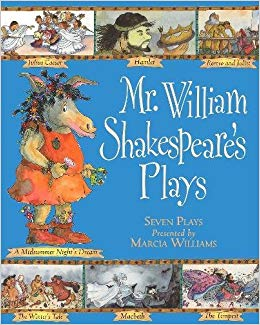 Julius Caesar
Hamlet
Romeo and Juliet
Mr. William
Shakespeare's
Plays
SEVEN PLAYS
Presented by
MARCIA WILLIAMS
A Midsummer Night's Dream
The Winter's Tale
Macbeth
The Tempest